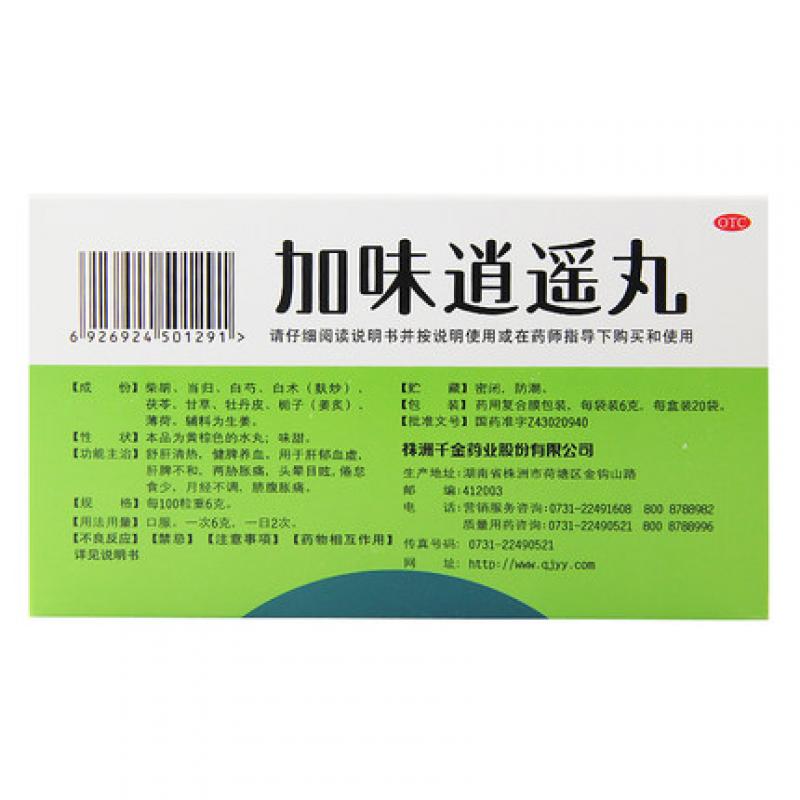 OTC
加味逍遥丸
6 926924 501291 >
请仔细阅读说明书并按说明使用或在药师指导下购买和使用
【成 份】柴胡、当归、白芍、白术（麸炒）、
茯苓、甘草、牡丹皮、栀子（姜炙）、
薄荷。辅料为生姜。
【性 状】本品为黄棕色的水丸；味甜。
【功能主治】舒肝清热，健脾养血。用于肝郁血虚，
肝脾不和，两胁胀痛，头晕目眩，倦怠
食少，月经不调，脐腹胀痛。
【规 格】每100粒重6克。
【用法用量】口服。一次6克，一日2次。
【不良反应】【禁忌】【注意事項】【药物相互作用】
详见说明书
【贮 藏】密闭，防潮。
【包 装】药用复合膜包装，每袋装6克，每盒装20袋。
【批准文号】国药准字Z43020940
株洲千金药业股份有限公司
生产地址:湖南省株洲市荷塘区金钩山路
邮 编:412003
电 话:营销服务咨询:0731-22491608 800 8788982
质量用药咨询:0731-22490521 800 8788996
传真号码: 0731-22490521
网 址: http://www.qjyy.com